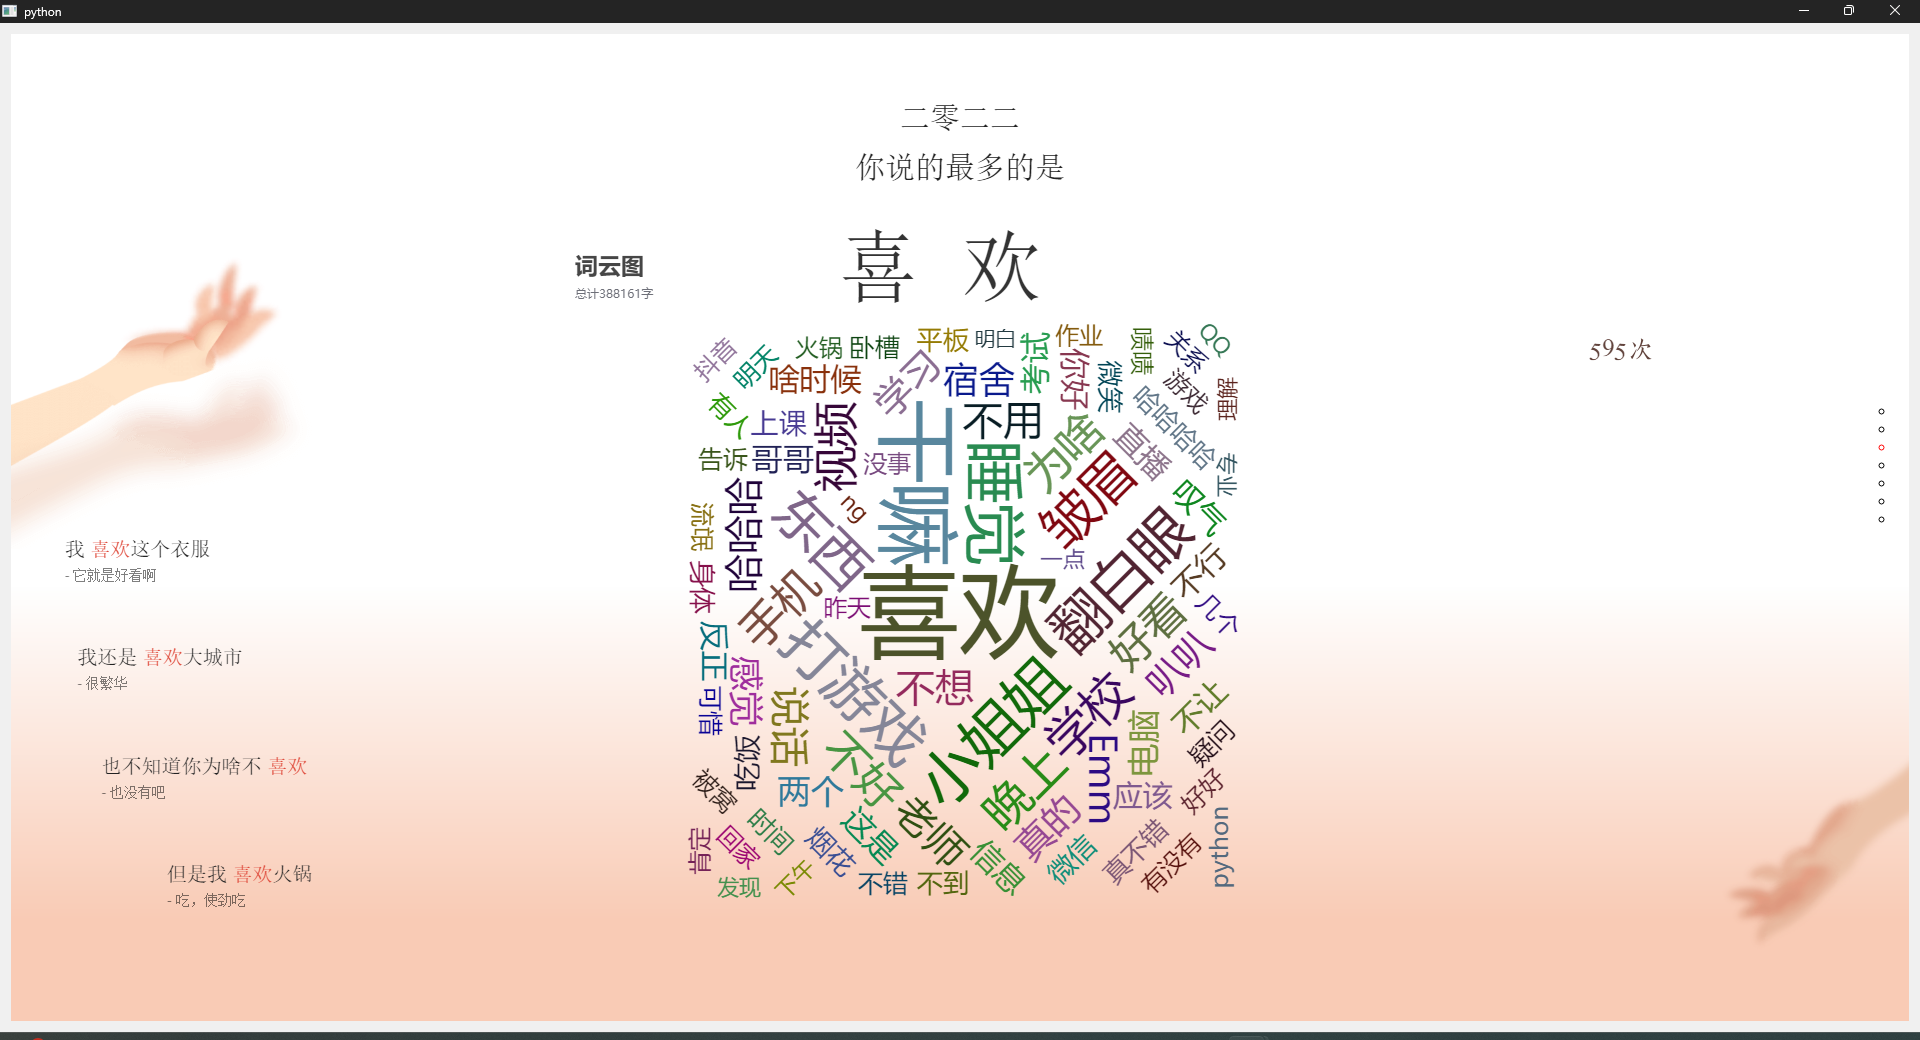 python
二零二二
你说的最多的是
喜 欢
词云图
总计388161字
595次
我 喜欢这个衣服
- 它就是好看啊
我还是 喜欢大城市
- 很繁华
也不知道你为啥不 喜欢
- 也没有吧
但是我 喜欢火锅
- 吃，使劲吃
抖音
明天
火锅
卧槽
平板
明白
考试
作业
啧啧
关系
QQ
啥时候
学习
宿舍
你好
微笑
游戏
理解
有人
上课
视频
干嘛
不用
睡觉
为啥
直播
哈哈哈哈
专业
告诉
哥哥
没事
皱眉
叹气
流氓
哈哈哈
东西
ng
一点
翻白眼
不行
身体
手机
昨天
喜欢
好看
几个
反正
感觉
打游戏
不想
小姐姐
学校
叭叭
可惜
说话
不好
晚上
Emm
电脑
不让
疑问
吃饭
被窝
两个
老师
真的
应该
好好
肯定
回家
时间
烟花
这是
信息
微信
真不错
有没有
python
发现
下午
不错
不到